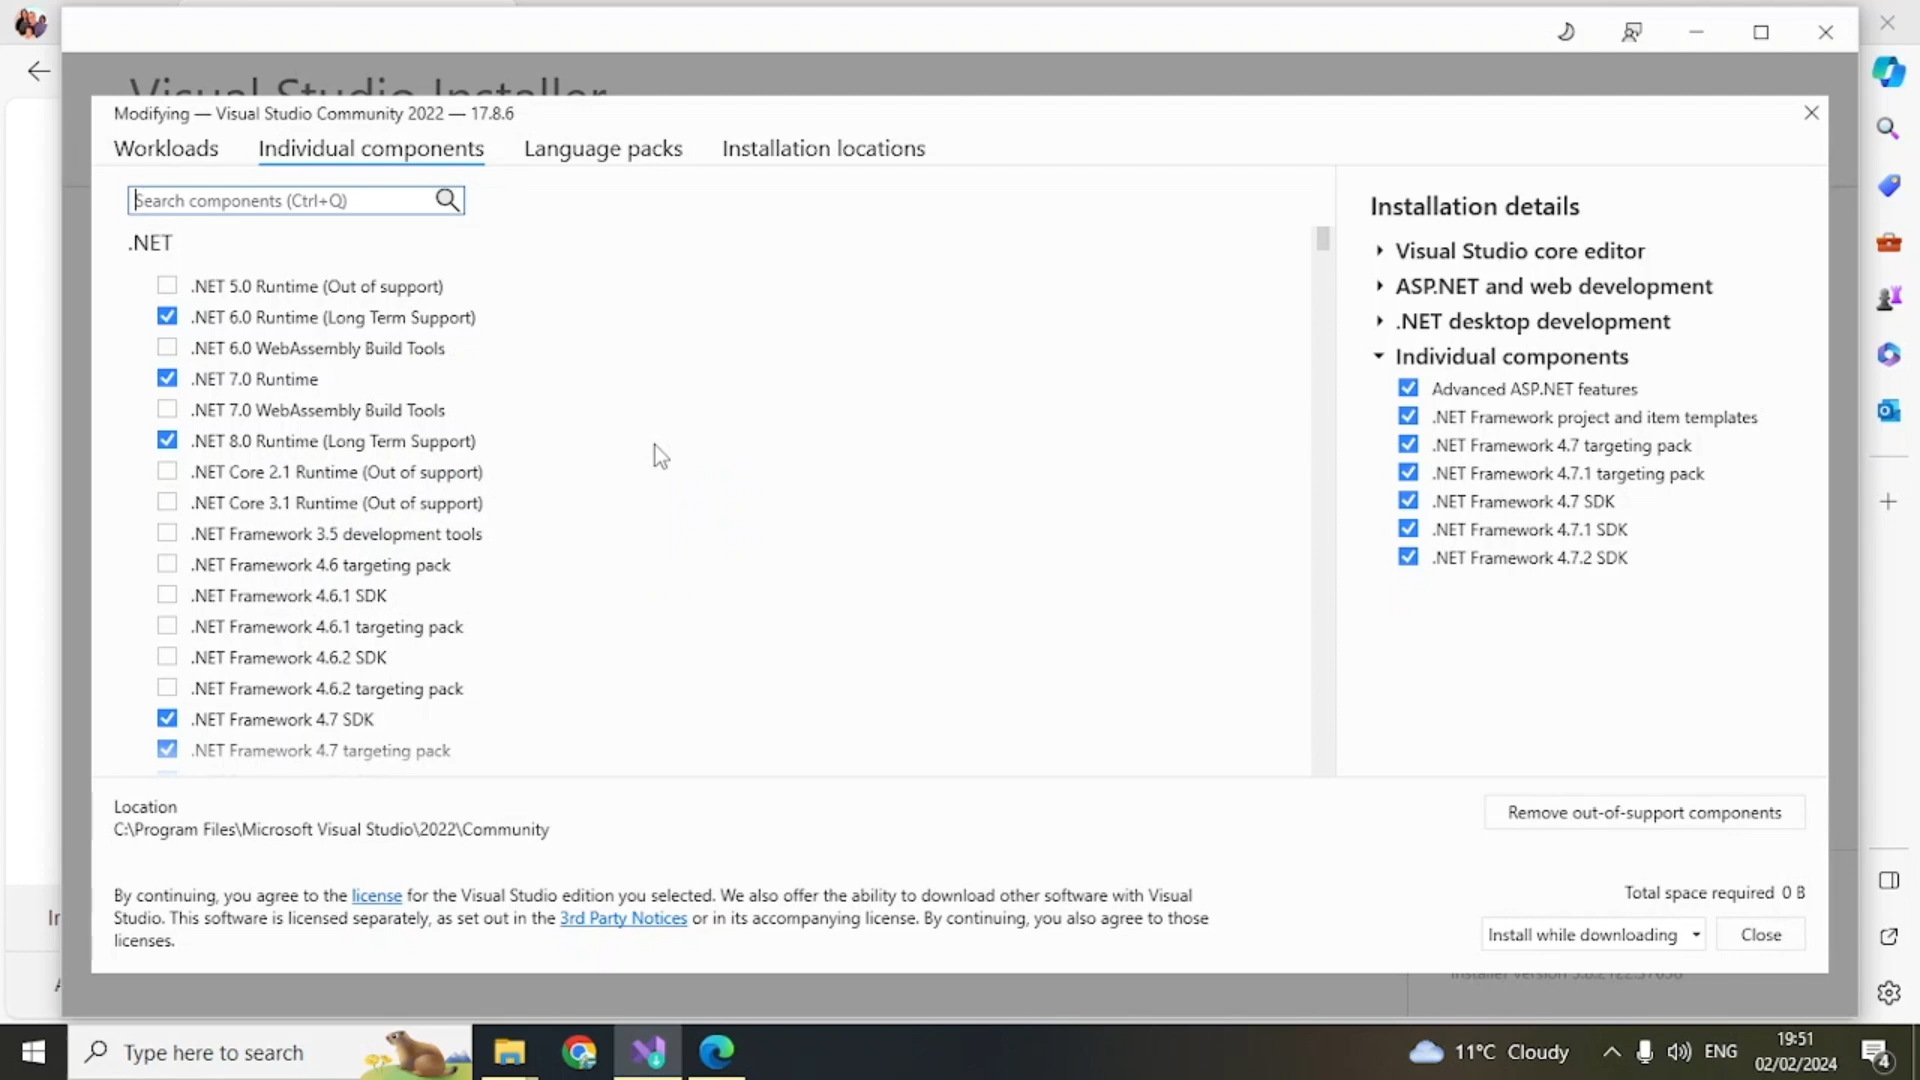 Visual Studio Installer
Modifying — Visual Studio Community 2022 — 17.8.6
Workloads
Individual components
Language packs
Installation locations
Search components (Ctrl+Q)
.NET
.NET 5.0 Runtime (Out of support)
.NET 6.0 Runtime (Long Term Support)
.NET 6.0 WebAssembly Build Tools
.NET 7.0 Runtime
.NET 7.0 WebAssembly Build Tools
.NET 8.0 Runtime (Long Term Support)
.NET Core 2.1 Runtime (Out of support)
.NET Core 3.1 Runtime (Out of support)
.NET Framework 3.5 development tools
.NET Framework 4.6 targeting pack
.NET Framework 4.6.1 SDK
.NET Framework 4.6.1 targeting pack
.NET Framework 4.6.2 SDK
.NET Framework 4.6.2 targeting pack
.NET Framework 4.7 SDK
.NET Framework 4.7 targeting pack
Installation details
Visual Studio core editor
ASP.NET and web development
.NET desktop development
Individual components
Advanced ASP.NET features
.NET Framework project and item templates
.NET Framework 4.7 targeting pack
.NET Framework 4.7.1 targeting pack
.NET Framework 4.7 SDK
.NET Framework 4.7.1 SDK
.NET Framework 4.7.2 SDK
Location
C:\Program Files\Microsoft Visual Studio\2022\Community
Remove out-of-support components
By continuing, you agree to the license for the Visual Studio edition you selected. We also offer the ability to download other software with Visual
Studio. This software is licensed separately, as set out in the 3rd Party Notices or in its accompanying license. By continuing, you also agree to those
licenses.
Total space required 0 B
Install while downloading
Close
Type here to search
11°C Cloudy
ENG
19:51
02/02/2024
4